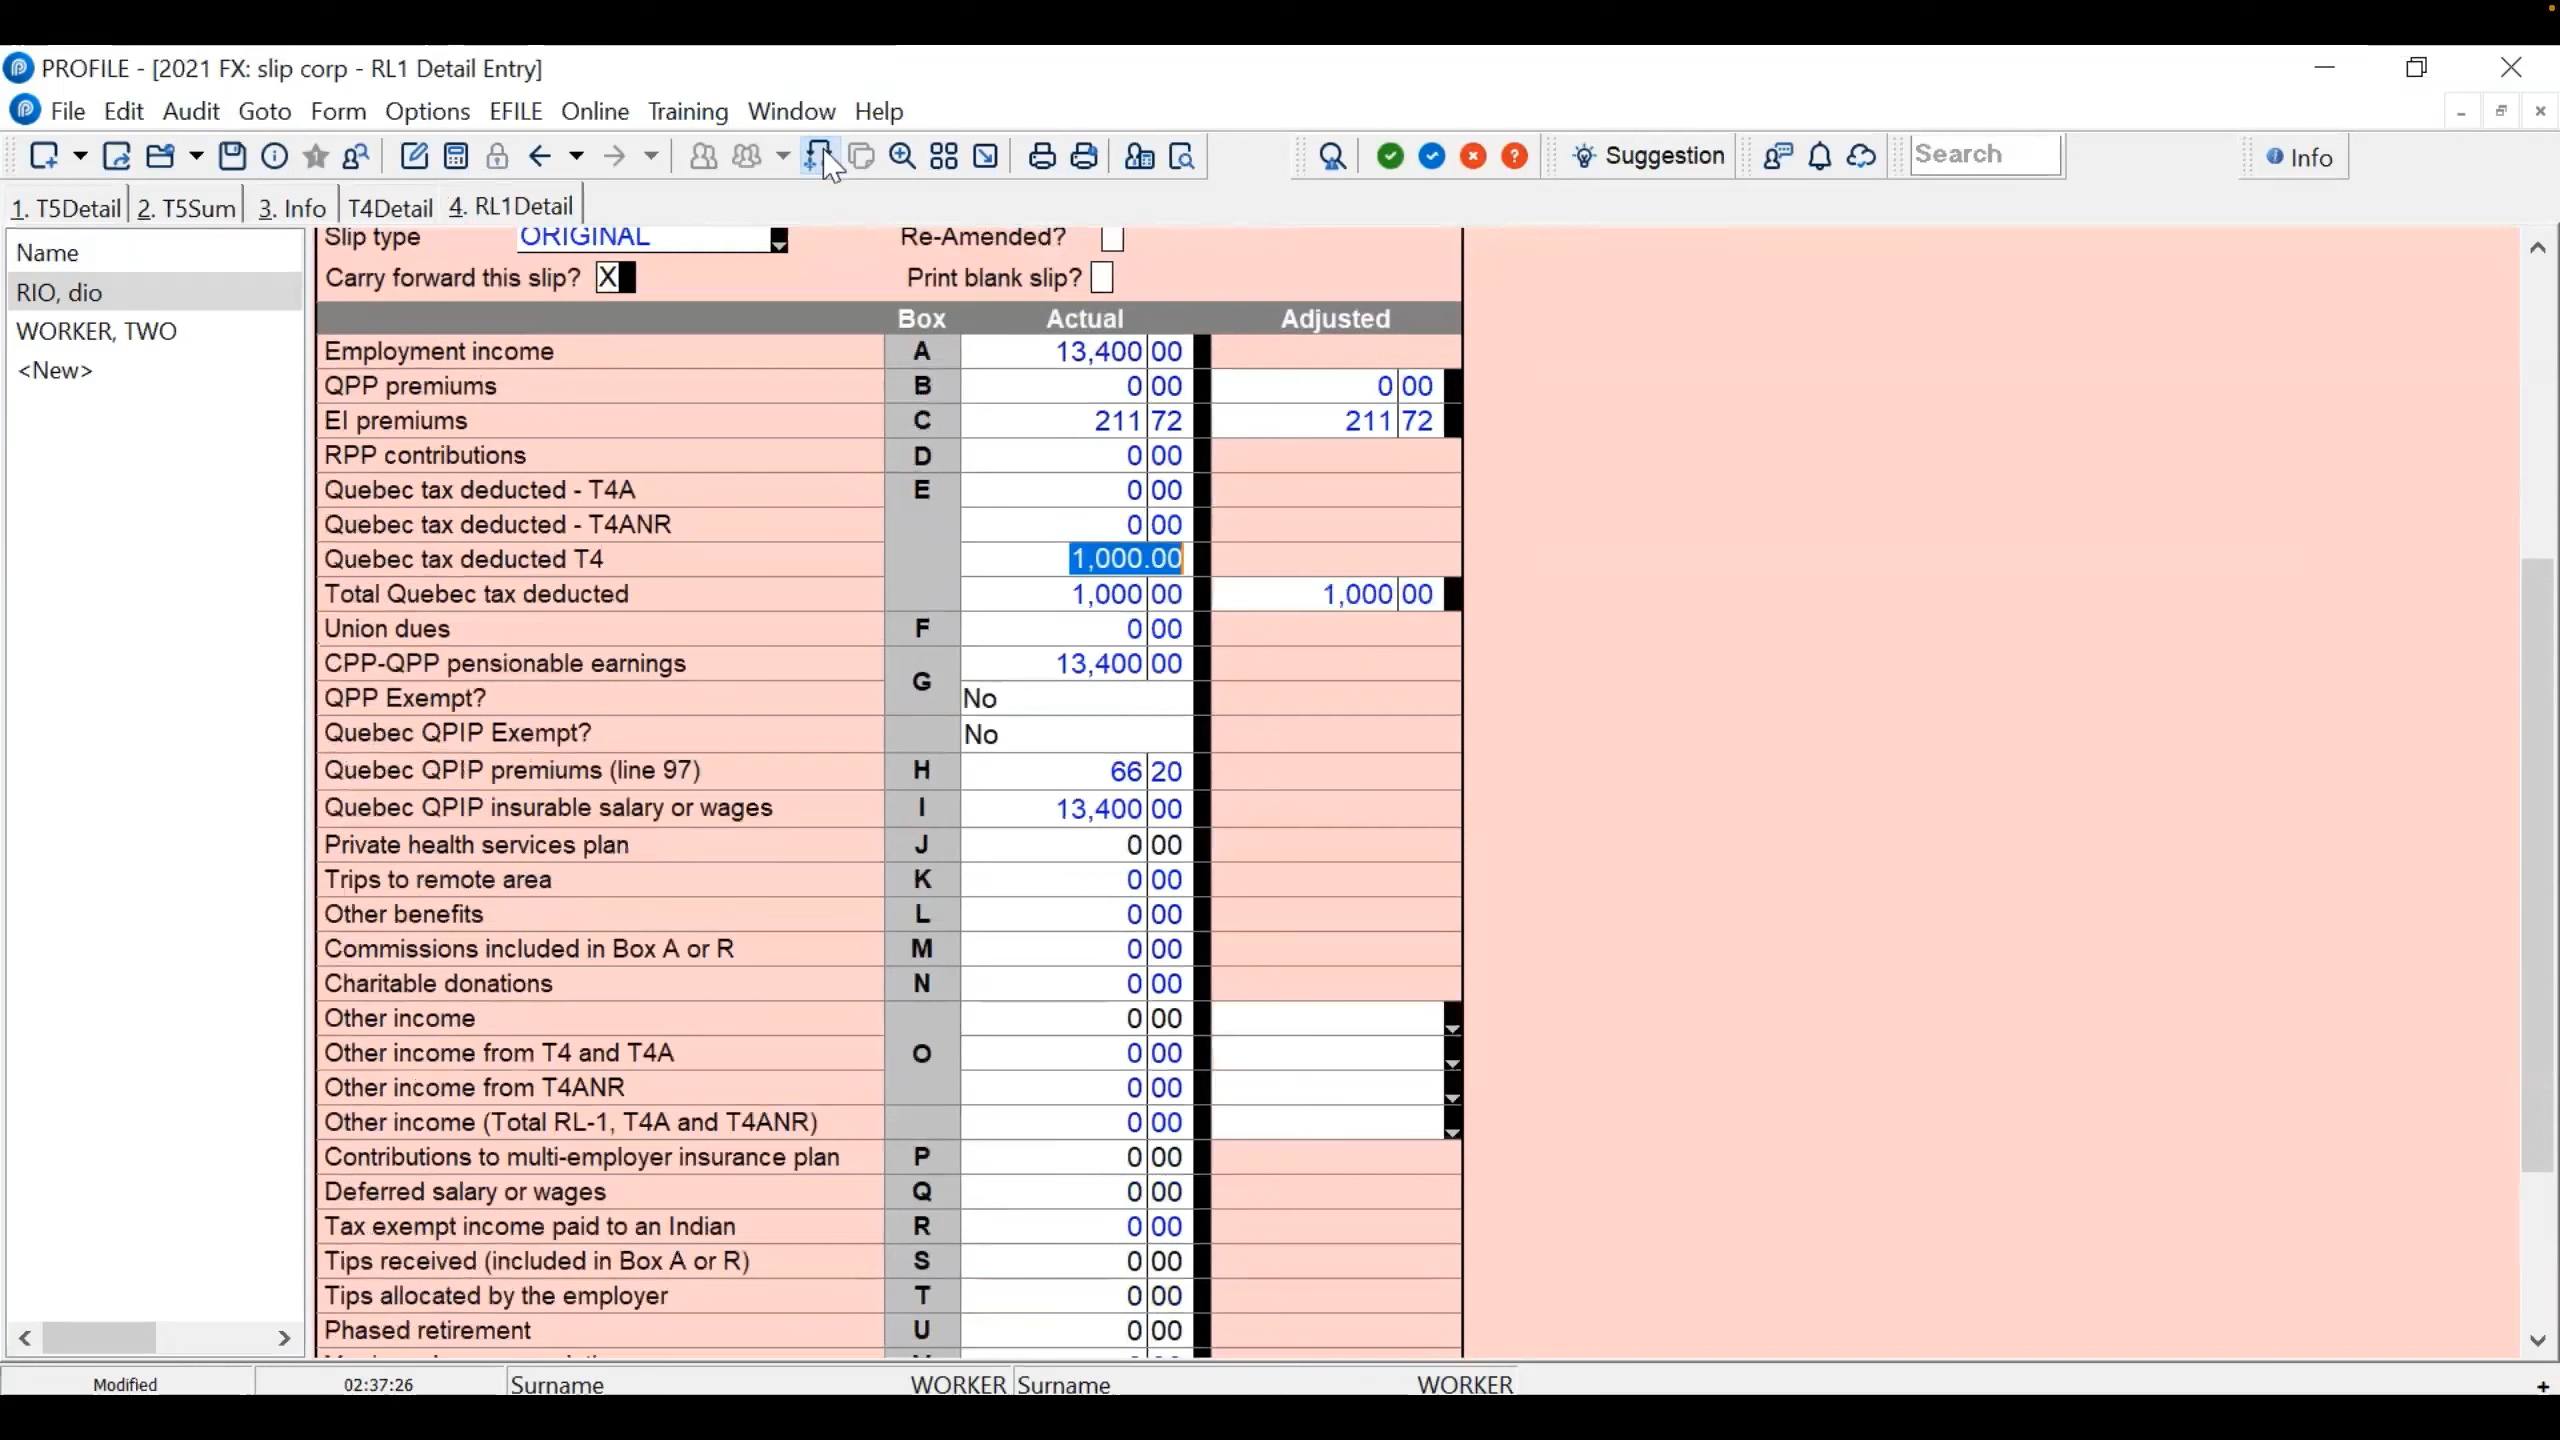 PROFILE - [2021 FX: slip corp - RL1 Detail Entry]
File Edit Audit Goto Form Options EFILE Online Training Window Help
Suggestion Search Info
1. T5Detail 2. T5Sum 3. Info T4Detail 4. RL1Detail
Name
RIO, dio
WORKER, TWO
<New>
Slip type ORIGINAL Re-Amended?
Carry forward this slip? X Print blank slip?
Box Actual Adjusted
Employment income A 13,400 00
QPP premiums B 0 00 0 00
EI premiums C 211 72 211 72
RPP contributions D 0 00
Quebec tax deducted - T4A E 0 00
Quebec tax deducted - T4ANR 0 00
Quebec tax deducted T4 1,000.00
Total Quebec tax deducted 1,000 00 1,000 00
Union dues F 0 00
CPP-QPP pensionable earnings G 13,400 00
QPP Exempt? No
Quebec QPIP Exempt? No
Quebec QPIP premiums (line 97) H 66 20
Quebec QPIP insurable salary or wages I 13,400 00
Private health services plan J 0 00
Trips to remote area K 0 00
Other benefits L 0 00
Commissions included in Box A or R M 0 00
Charitable donations N 0 00
Other income 0 00
Other income from T4 and T4A O 0 00
Other income from T4ANR 0 00
Other income (Total RL-1, T4A and T4ANR) 0 00
Contributions to multi-employer insurance plan P 0 00
Deferred salary or wages Q 0 00
Tax exempt income paid to an Indian R 0 00
Tips received (included in Box A or R) S 0 00
Tips allocated by the employer T 0 00
Phased retirement U 0 00
Modified 02:37:26 Surname WORKER Surname WORKER